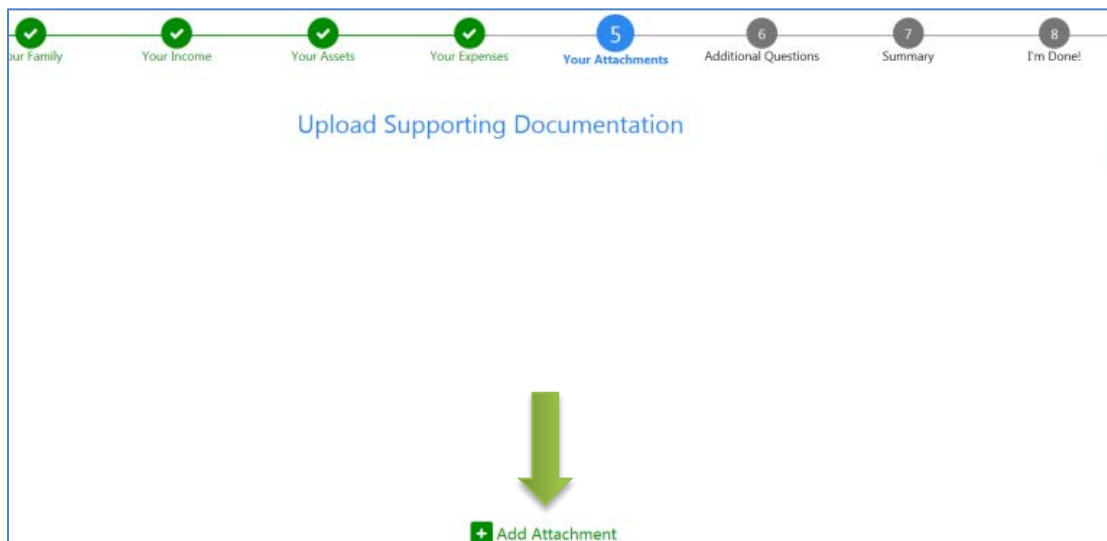 5 6 7 8
our Family Your Income Your Assets Your Expenses Your Attachments Additional Questions Summary I'm Done!
Upload Supporting Documentation
+ Add Attachment